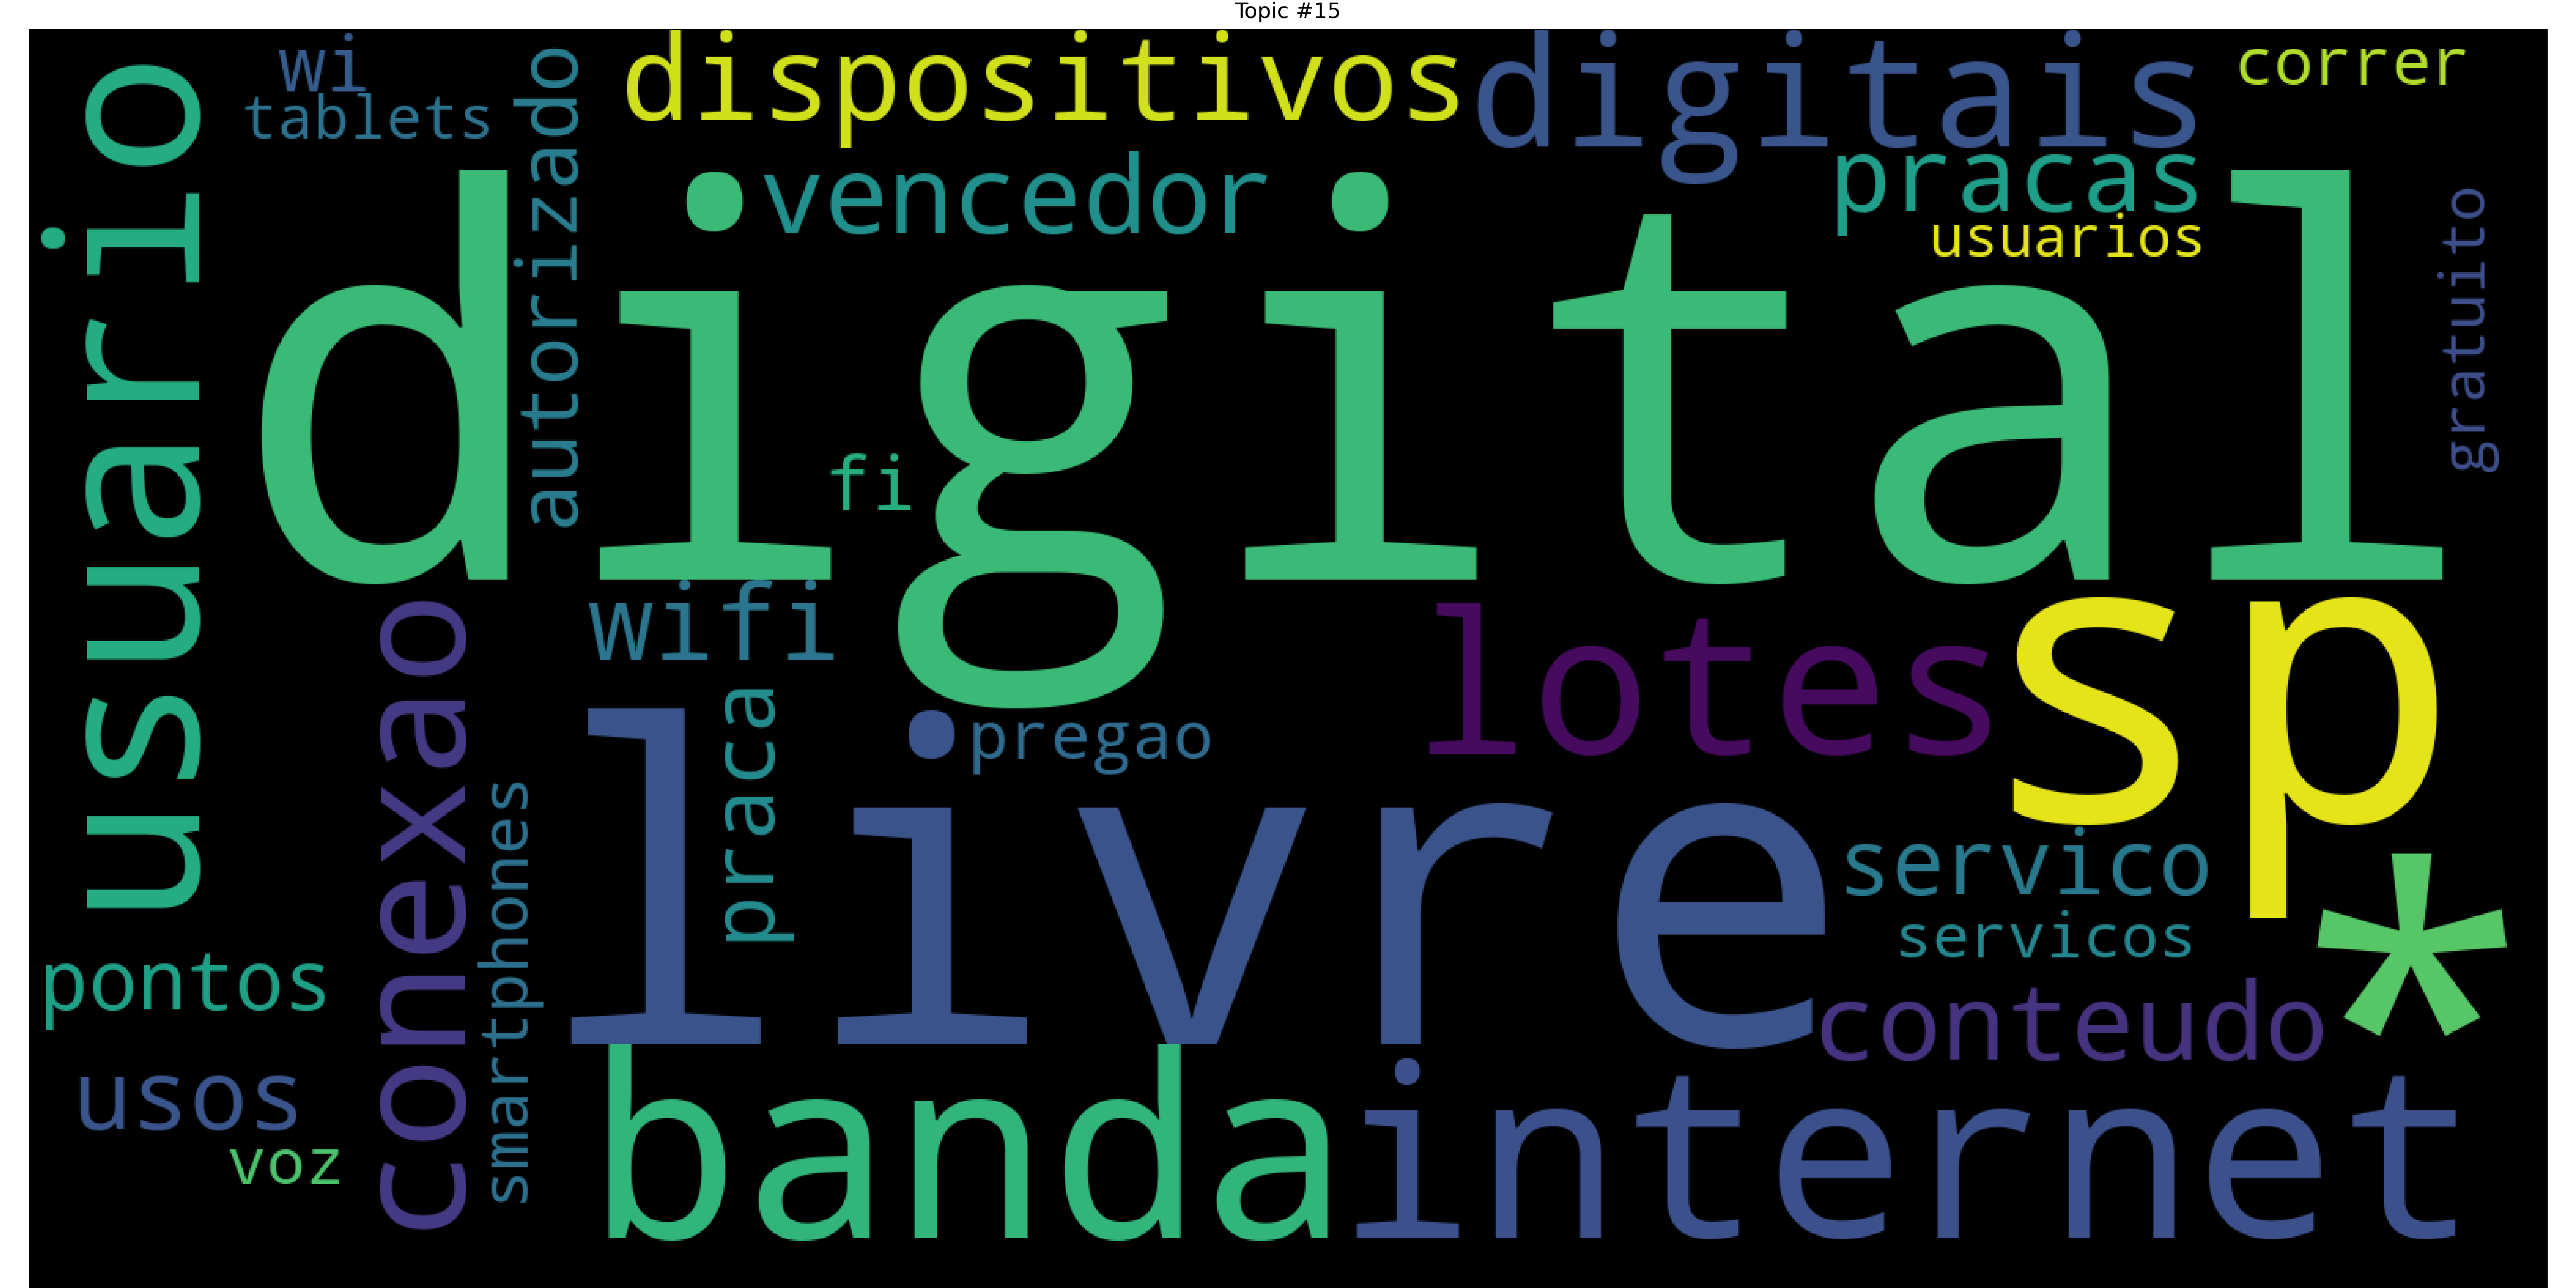 Topic #15
wi
tablets
autorizado
dispositivos
digitais
correr
usuario
vencedor
pracas
usuarios
gratuito
digital
fi
wifi
lotes
sp
conexao
praca
pregao
livre
smartphones
servico
servicos
*
pontos
conteudo
usos
voz
banda
internet